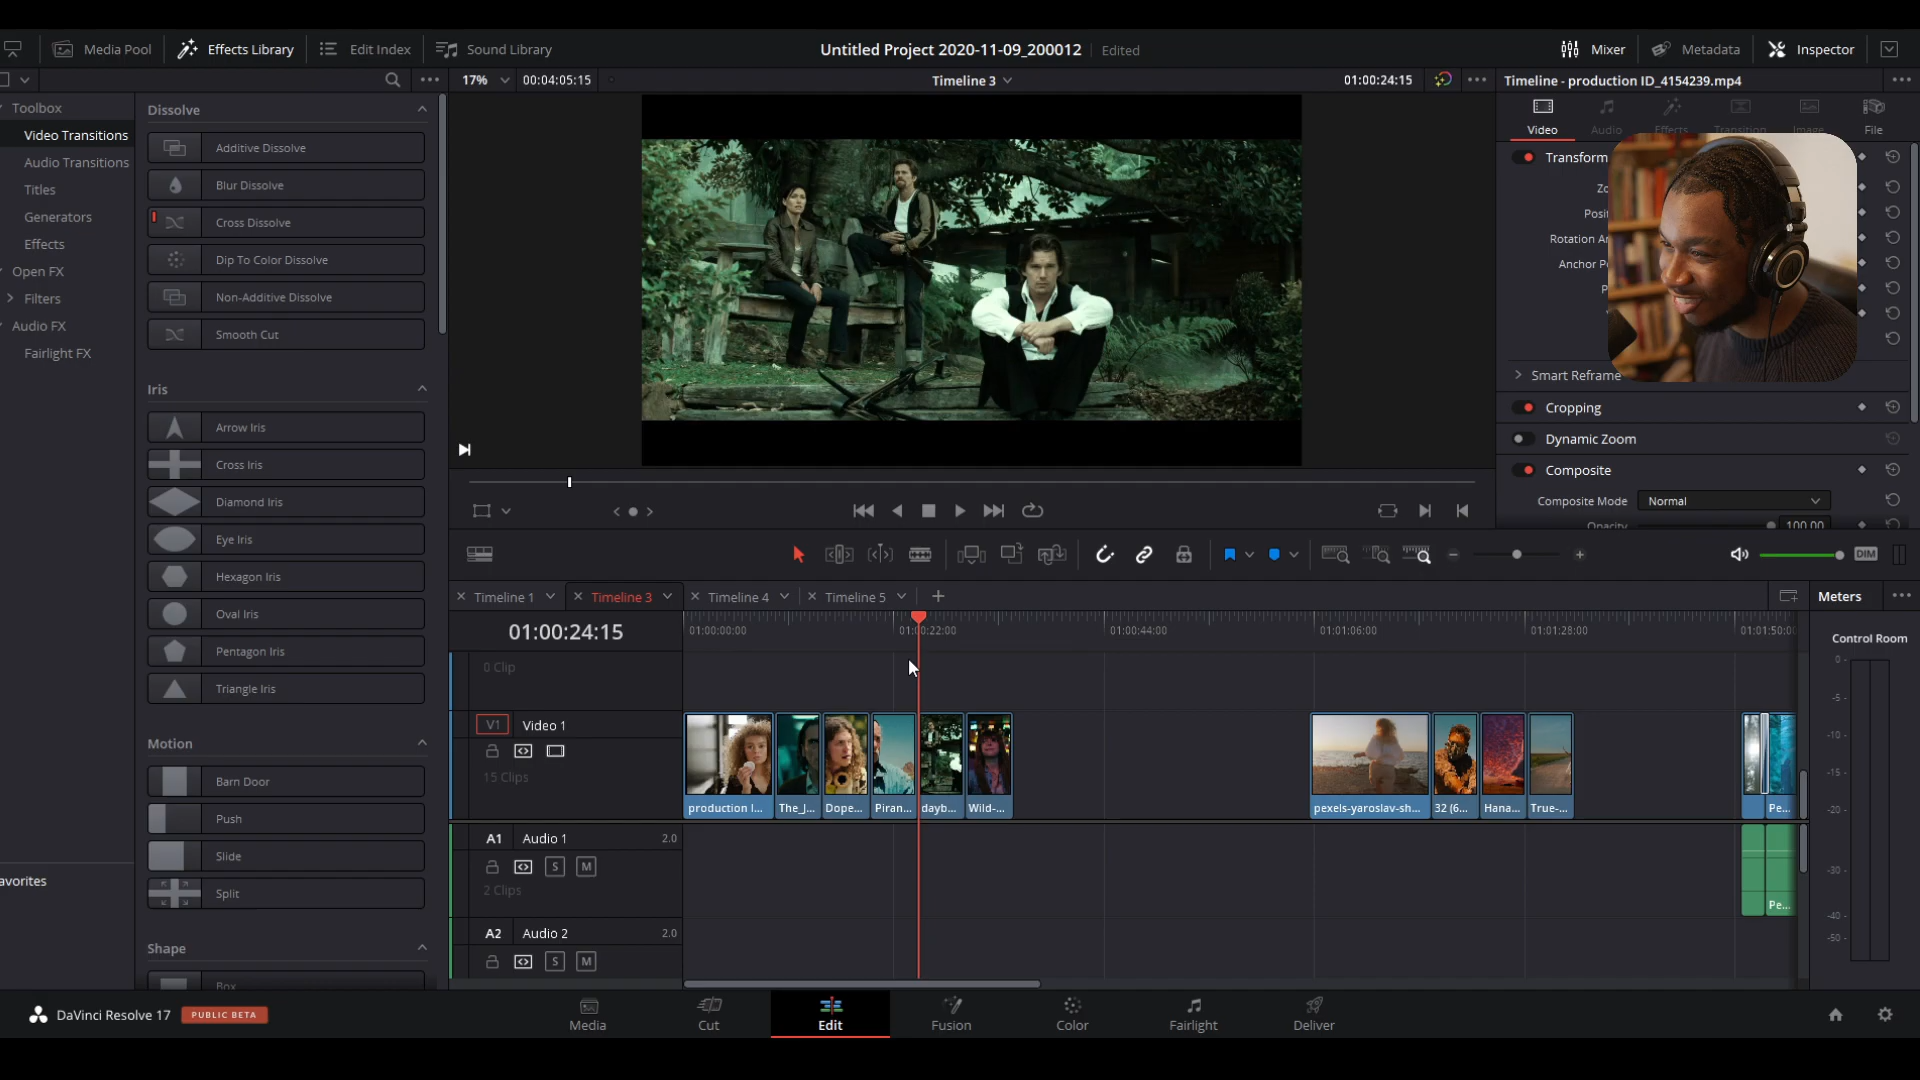 Media Pool
Effects Library
Edit Index
Sound Library
Untitled Project 2020-11-09_200012
Edited
Mixer
Metadata
Inspector
17%
00:04:05:15
Timeline 3
01:00:24:15
Timeline - production ID_4154239.mp4
Toolbox
Video Transitions
Audio Transitions
Titles
Generators
Effects
Open FX
Filters
Audio FX
Fairlight FX
avorites
Dissolve
Additive Dissolve
Blur Dissolve
Cross Dissolve
Dip To Color Dissolve
Non-Additive Dissolve
Smooth Cut
Iris
Arrow Iris
Cross Iris
Diamond Iris
Eye Iris
Hexagon Iris
Oval Iris
Pentagon Iris
Triangle Iris
Motion
Barn Door
Push
Slide
Split
Shape
Box
Video
Audio
Effects
Transition
Image
File
Transform
Zo
Posit
Rotation An
Anchor Po
P
Smart Reframe
Cropping
Dynamic Zoom
Composite
Composite Mode
Normal
Opacity
100.00
DIM
Timeline 1
Timeline 3
Timeline 4
Timeline 5
Meters
01:00:24:15
01:00:00:00
01:00:22:00
01:00:44:00
01:01:06:00
01:01:28:00
01:01:50:00
Control Room
0
-5
-10
-15
-20
-30
-40
-50
0 Clip
V1
Video 1
15 Clips
production I...
The_J...
Dope...
Piran...
dayb...
Wild-...
pexels-yaroslav-sh...
32 (6...
Hana...
True-...
Pe...
A1
Audio 1
2.0
S
M
2 Clips
Pe...
A2
Audio 2
2.0
S
M
DaVinci Resolve 17
PUBLIC BETA
Media
Cut
Edit
Fusion
Color
Fairlight
Deliver